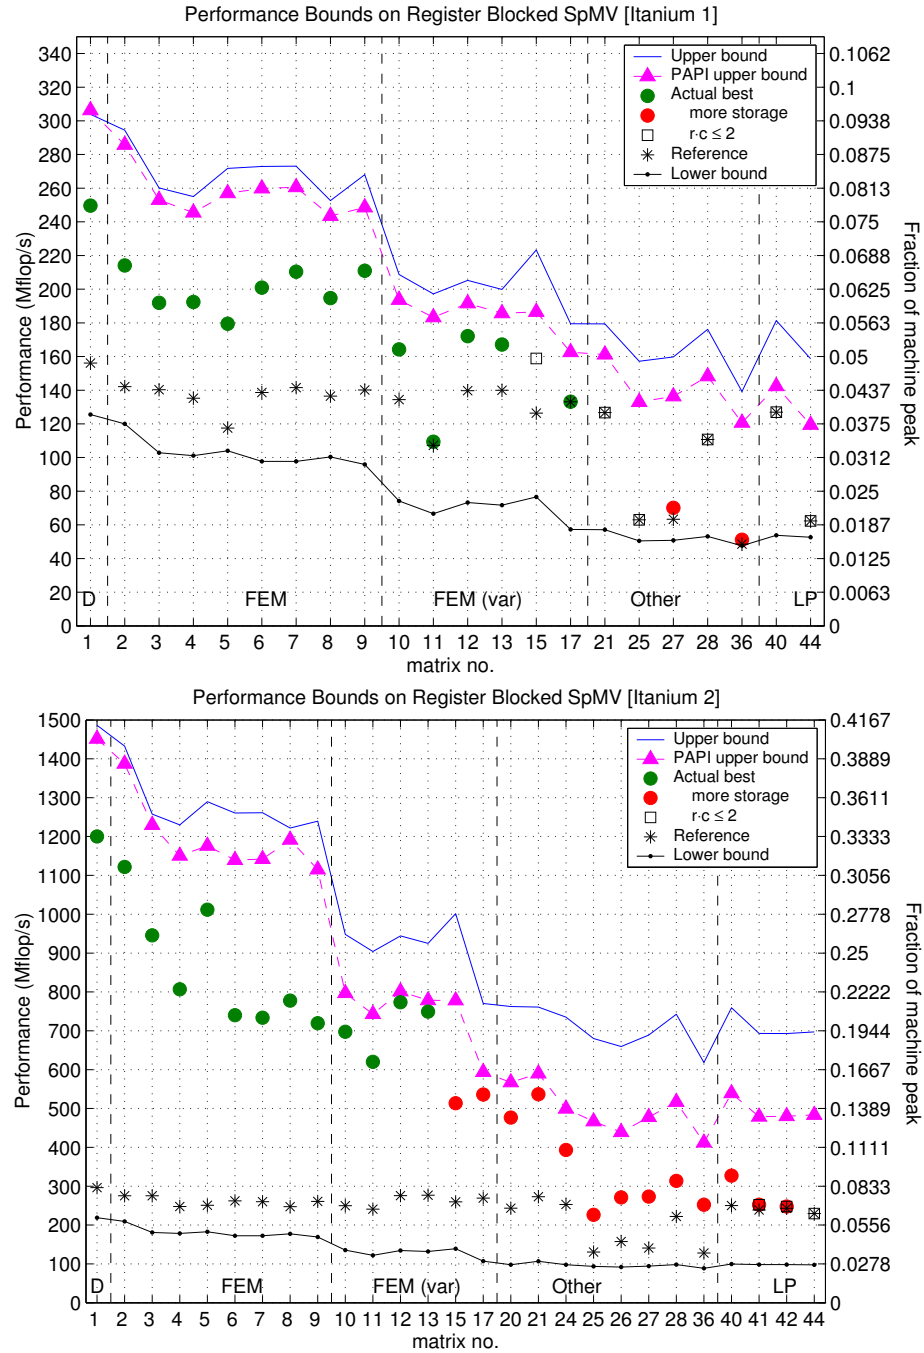 Performance Bounds on Register Blocked SpMV [Itanium 1]
Performance (Mflop/s)
340
320
300
280
260
240
220
200
180
160
140
120
100
80
60
40
20
0
Upper bound
PAPI upper bound
Actual best
more storage
r·c ≤ 2
Reference
Lower bound
0.1062
0.1
0.0938
0.0875
0.0813
0.075
0.0688
0.0625
0.0563
0.05
0.0437
0.0375
0.0312
0.025
0.0187
0.0125
0.0063
0
Fraction of machine peak
D FEM FEM (var) Other LP
1 2 3 4 5 6 7 8 9 10 11 12 13 15 17 21 25 27 28 36 40 44
matrix no.
Performance Bounds on Register Blocked SpMV [Itanium 2]
Performance (Mflop/s)
1500
1400
1300
1200
1100
1000
900
800
700
600
500
400
300
200
100
0
Upper bound
PAPI upper bound
Actual best
more storage
r·c ≤ 2
Reference
Lower bound
0.4167
0.3889
0.3611
0.3333
0.3056
0.2778
0.25
0.2222
0.1944
0.1667
0.1389
0.1111
0.0833
0.0556
0.0278
0
Fraction of machine peak
D FEM FEM (var) Other LP
1 2 3 4 5 6 7 8 9 10 11 12 13 15 17 20 21 24 25 26 27 28 36 40 41 42 44
matrix no.